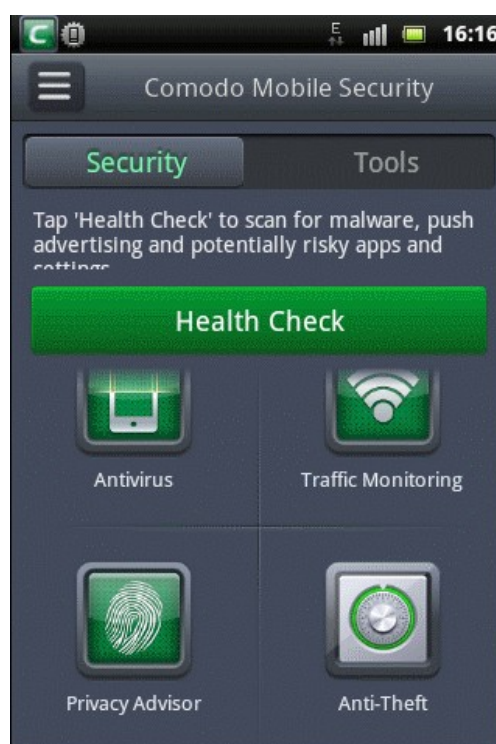 C E 16:16
Comodo Mobile Security
Security Tools
Tap 'Health Check' to scan for malware, push
advertising and potentially risky apps and
settings
Health Check
Antivirus Traffic Monitoring
Privacy Advisor Anti-Theft